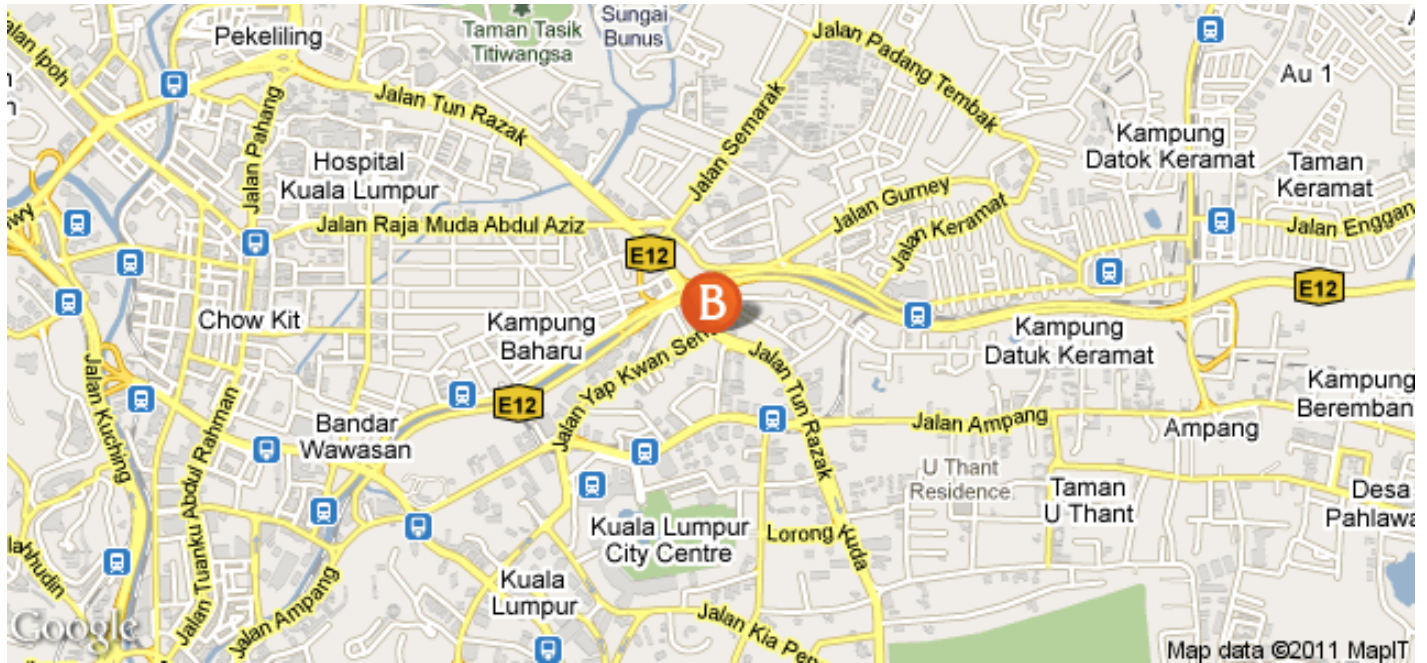 Sungai
Bunus
Pekeliling
Taman Tasik
Titiwangsa
Jalan Padang Tembak
Jalan Ipoh
Au 1
Jalan Tun Razak
Jalan Semarak
Jalan Pahang
Kampung
Datok Keramat
Hospital
Kuala Lumpur
Taman
Keramat
Jalan Gurney
Jalan Keramat
Jalan Raja Muda Abdul Aziz
Jalan Enggan
E12
E12
B
Chow Kit
Kampung
Baharu
Kampung
Datuk Keramat
Jalan Yap Kwan Sen
Jalan Tun Razak
Kampung
Beremban
Jalan Kuching
E12
Jalan Tuanku Abdul Rahman
Bandar
Wawasan
Jalan Ampang
Ampang
U Thant
Residence
Taman
U Thant
Desa
Pahlawa
Kuala Lumpur
City Centre
Lorong Kuda
lahhudin
Kuala
Lumpur
Jalan Ampang
Jalan Kia Pen
Google
Map data ©2011 MapIT